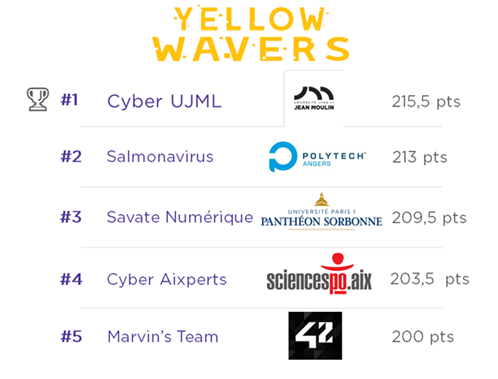 YELLOW
WAVERS
#1 Cyber UJML UNIVERSITÉ LYON III JEAN MOULIN 215,5 pts
#2 Salmonavirus POLYTECH® ANGERS 213 pts
#3 Savate Numérique UNIVERSITÉ PARIS 1 PANTHÉON SORBONNE 209,5 pts
#4 Cyber Aixperts sciencespo.aix 203,5 pts
#5 Marvin's Team 42 200 pts